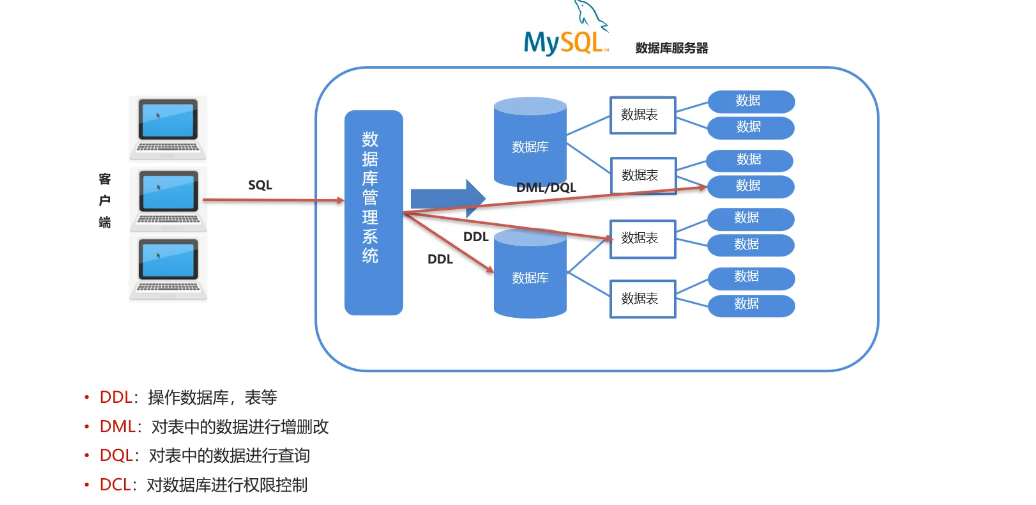 MySQL
数据库服务器
客户端
SQL
数据库管理系统
数据库
数据表
数据
数据
数据表
数据
数据
DML/DQL
DDL
DDL
数据库
数据表
数据
数据
数据表
数据
数据
• DDL：操作数据库，表等
• DML：对表中的数据进行增删改
• DQL：对表中的数据进行查询
• DCL：对数据库进行权限控制